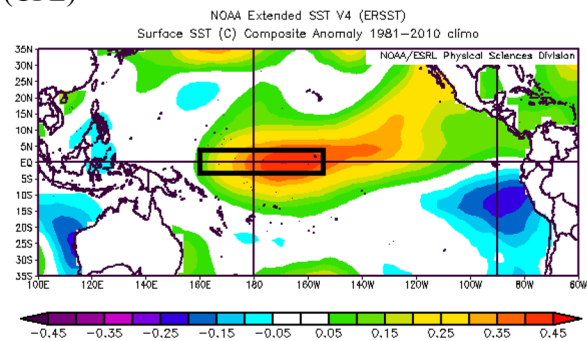 (CPE)
NOAA Extended SST V4 (ERSST)
Surface SST (C) Composite Anomaly 1981-2010 climo
NOAA/ESRL Physical Sciences Division
35N
30N
25N
20N
15N
10N
5N
EQ
5S
10S
15S
20S
25S
30S
35S
100E 120E 140E 160E 180 160W 140W 120W 100W 80W 60W
-0.45 -0.35 -0.25 -0.15 -0.05 0.05 0.15 0.25 0.35 0.45